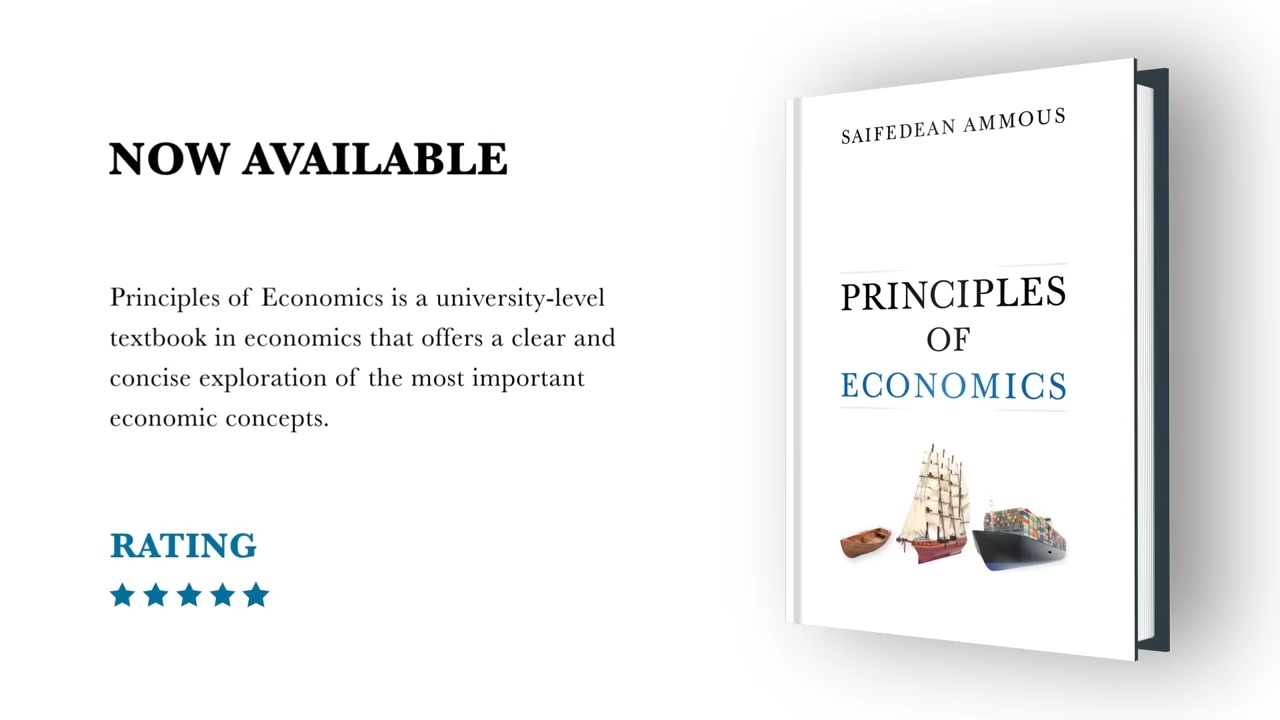 NOW AVAILABLE
Principles of Economics is a university-level
textbook in economics that offers a clear and
concise exploration of the most important
economic concepts.
RATING
SAIFEDEAN AMMOUS
PRINCIPLES
OF
ECONOMICS